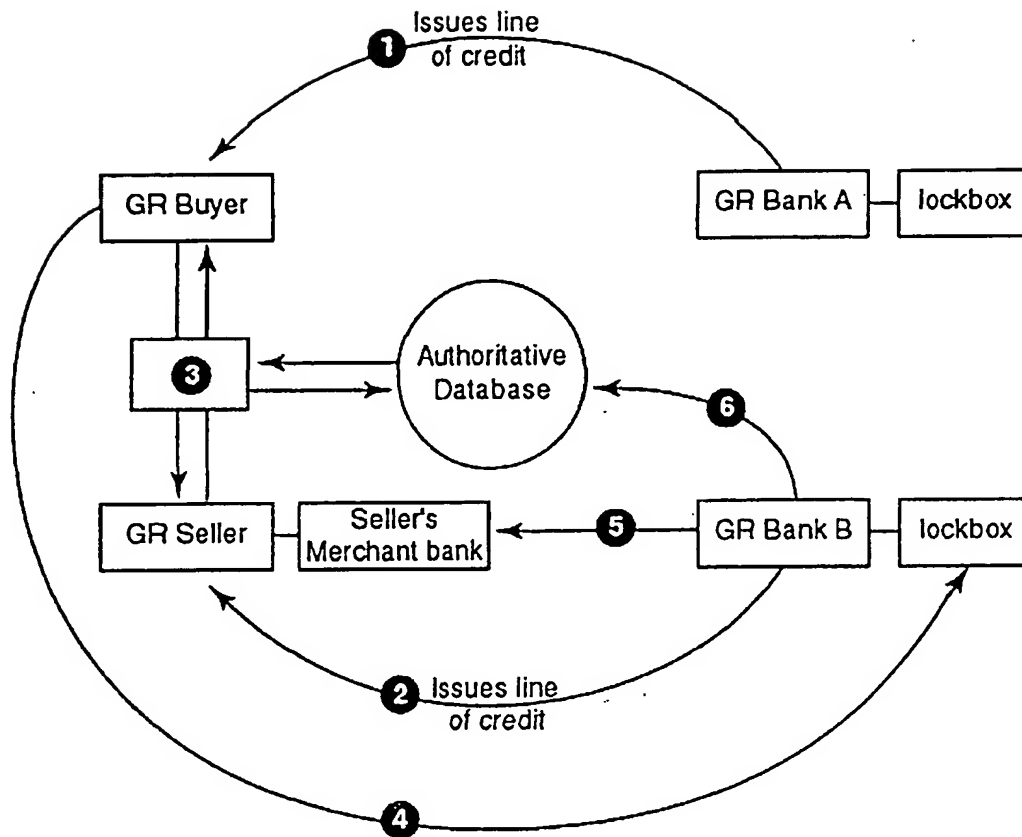 1
Issues line
of credit
GR Buyer
GR Bank A
lockbox
3
Authoritative
Database
6
GR Seller
Seller's
Merchant bank
5
GR Bank B
lockbox
2
Issues line
of credit
4